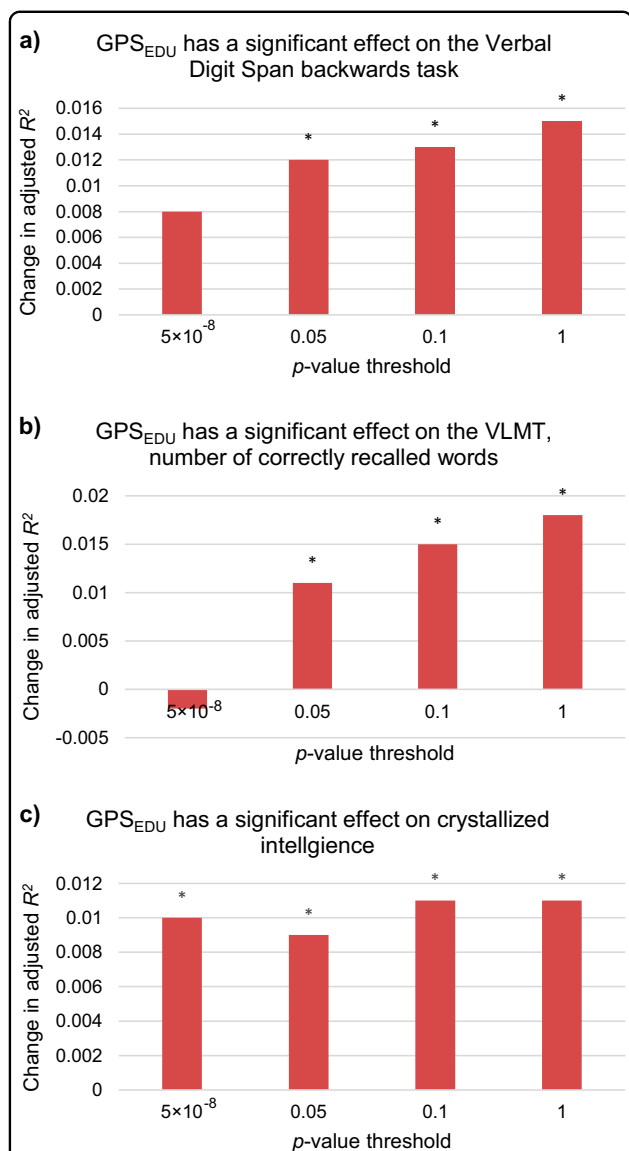 a) GPS_EDU has a significant effect on the Verbal
Digit Span backwards task
Change in adjusted R²
0.016
0.014
0.012
0.01
0.008
0.006
0.004
0.002
0
*
*
*
5×10⁻⁸ 0.05 0.1 1
p-value threshold
b) GPS_EDU has a significant effect on the VLMT,
number of correctly recalled words
Change in adjusted R²
0.02
0.015
0.01
0.005
0
-0.005
*
*
*
5×10⁻⁸ 0.05 0.1 1
p-value threshold
c) GPS_EDU has a significant effect on crystallized
intellgience
Change in adjusted R²
0.012
0.01
0.008
0.006
0.004
0.002
0
*
*
*
*
5×10⁻⁸ 0.05 0.1 1
p-value threshold